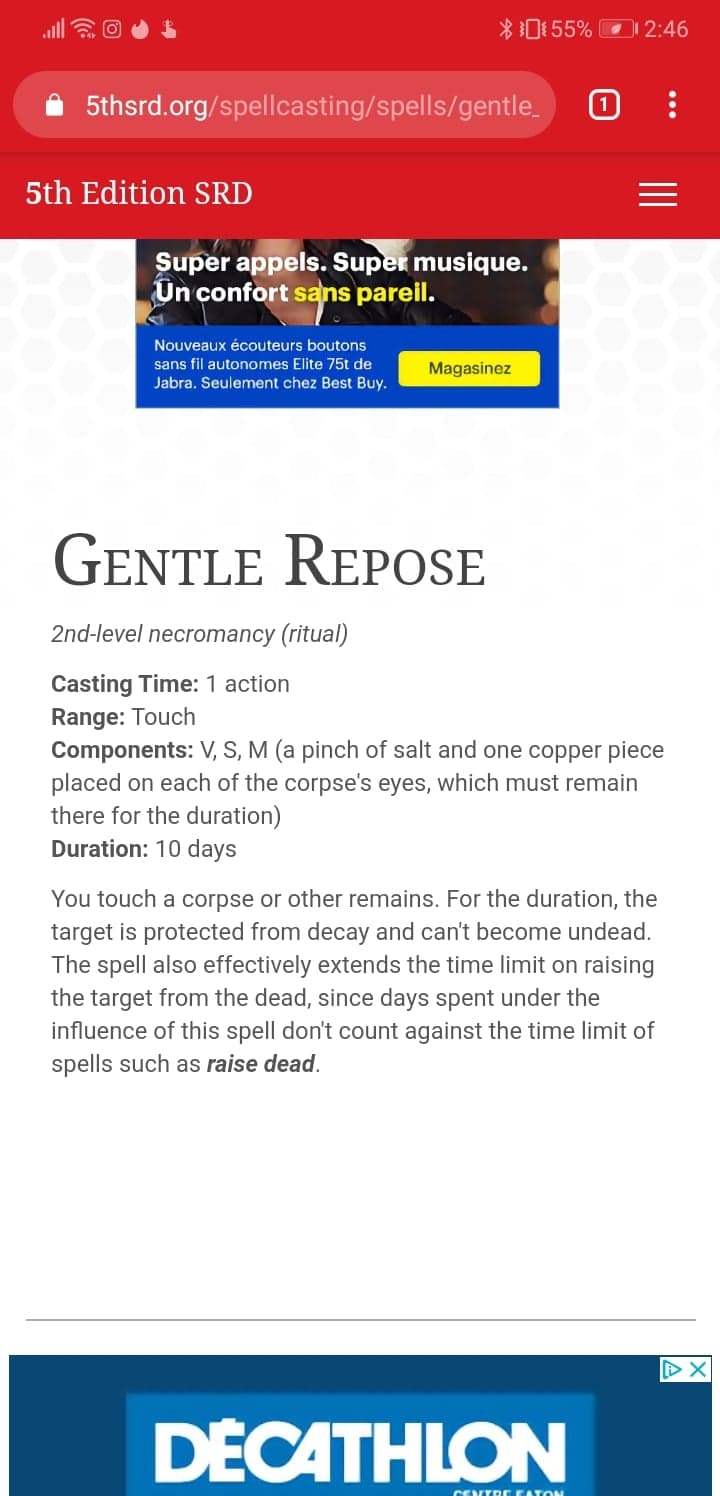 55% 2:46
5thsrd.org/spellcasting/spells/gentle_
1
5th Edition SRD
Super appels. Super musique.
Un confort sans pareil.
Nouveaux écouteurs boutons
sans fil autonomes Elite 75t de
Jabra. Seulement chez Best Buy.
Magasinez
GENTLE REPOSE
2nd-level necromancy (ritual)
Casting Time: 1 action
Range: Touch
Components: V, S, M (a pinch of salt and one copper piece
placed on each of the corpse's eyes, which must remain
there for the duration)
Duration: 10 days
You touch a corpse or other remains. For the duration, the
target is protected from decay and can't become undead.
The spell also effectively extends the time limit on raising
the target from the dead, since days spent under the
influence of this spell don't count against the time limit of
spells such as raise dead.
DÉCATHLON
CENTRE EATON